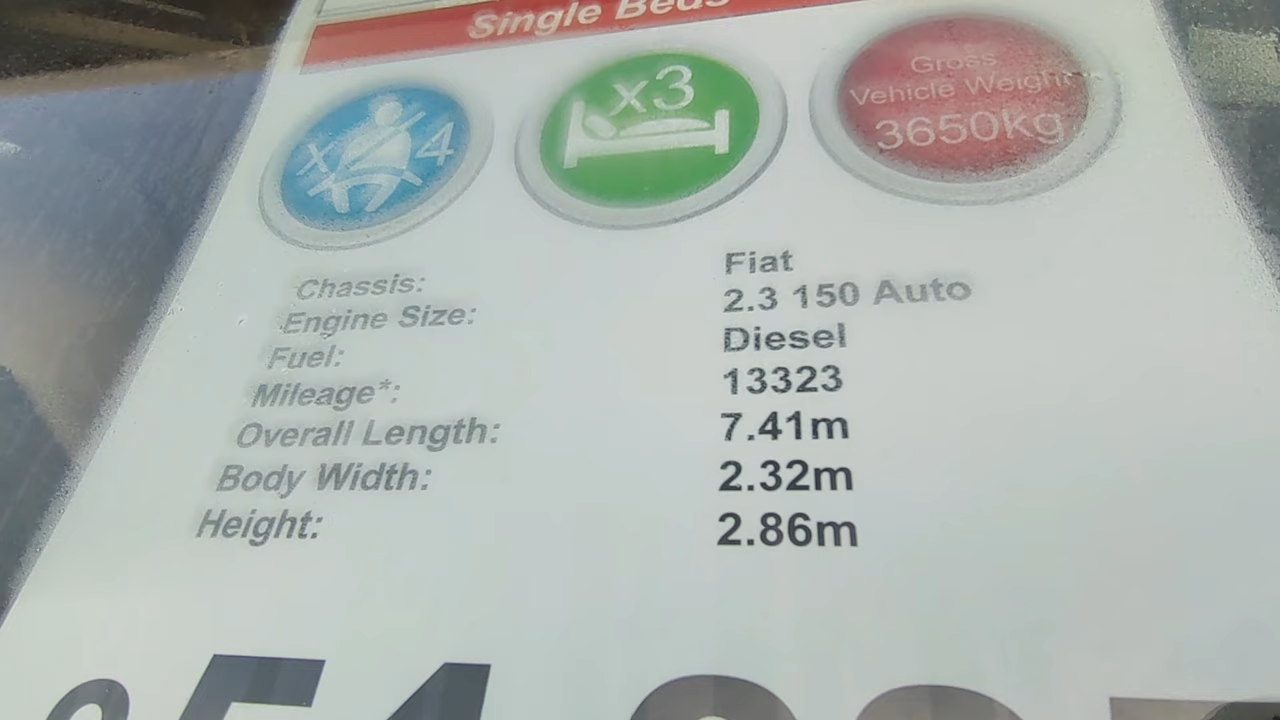 Single Beds
x 4
x3
Gross
Vehicle Weight
3650kg
Chassis: Fiat
Engine Size: 2.3 150 Auto
Fuel: Diesel
Mileage*: 13323
Overall Length: 7.41m
Body Width: 2.32m
Height: 2.86m